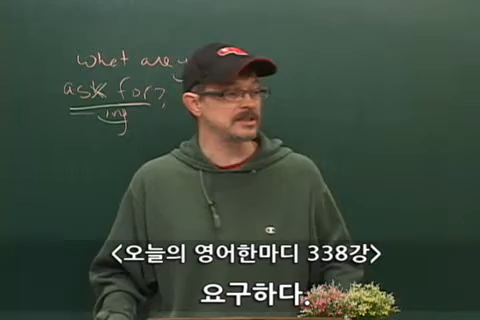 what are y
ask for?
ing
<오늘의 영어한마디 338강>
요구하다.